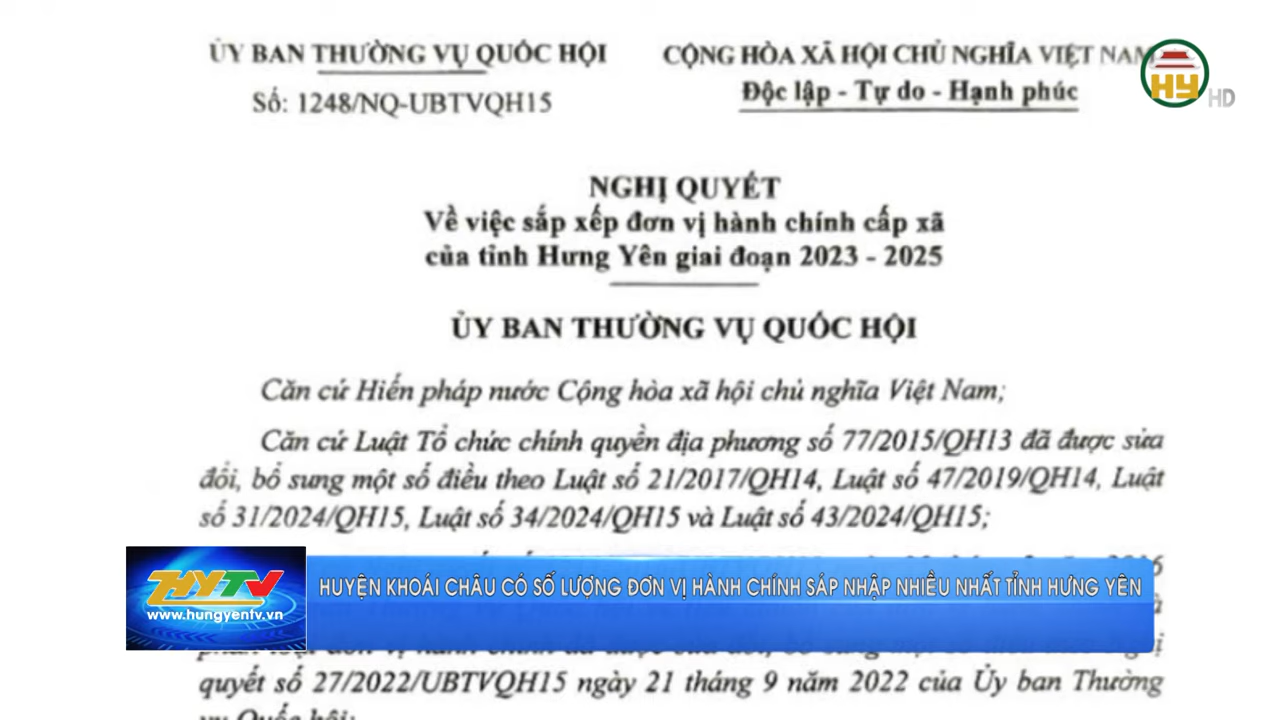 ỦY BAN THƯỜNG VỤ QUỐC HỘI
CỘNG HÒA XÃ HỘI CHỦ NGHĨA VIỆT NAM
Số: 1248/NQ-UBTVQH15
Độc lập - Tự do - Hạnh phúc
HY
HD
NGHỊ QUYẾT
Về việc sắp xếp đơn vị hành chính cấp xã
của tỉnh Hưng Yên giai đoạn 2023 - 2025
ỦY BAN THƯỜNG VỤ QUỐC HỘI
Căn cứ Hiến pháp nước Cộng hòa xã hội chủ nghĩa Việt Nam;
Căn cứ Luật Tổ chức chính quyền địa phương số 77/2015/QH13 đã được sửa
đổi, bổ sung một số điều theo Luật số 21/2017/QH14, Luật số 47/2019/QH14, Luật
số 31/2024/QH15, Luật số 34/2024/QH15 và Luật số 43/2024/QH15;
HYTV
www.hungyentv.vn
HUYỆN KHOÁI CHÂU CÓ SỐ LƯỢNG ĐƠN VỊ HÀNH CHÍNH SÁP NHẬP NHIỀU NHẤT TỈNH HƯNG YÊN
quyết số 27/2022/UBTVQH15 ngày 21 tháng 9 năm 2022 của Ủy ban Thường
vụ Quốc hội;